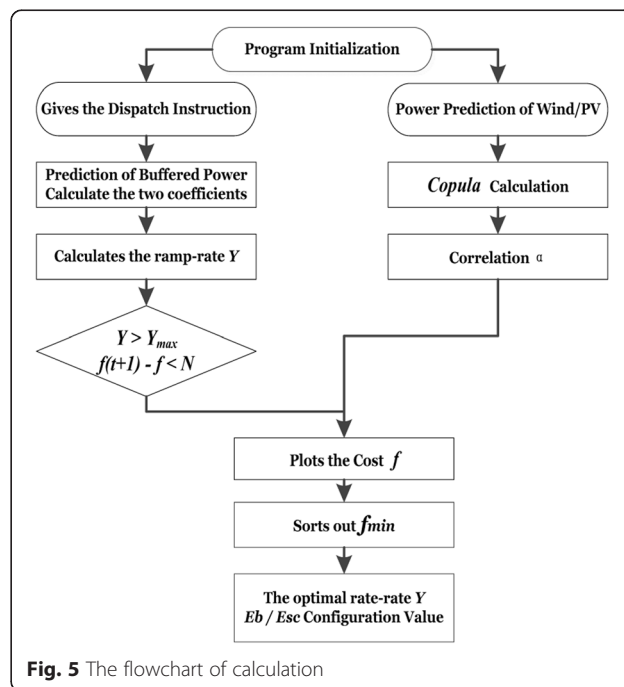 Program Initialization
Gives the Dispatch Instruction
Power Prediction of Wind/PV
Prediction of Buffered Power
Calculate the two coefficients
Copula Calculation
Calculates the ramp-rate Y
Correlation α
Y > Ymax
f(t+1) - f < N
Plots the Cost f
Sorts out fmin
The optimal rate-rate Y
Eb / Esc Configuration Value
Fig. 5 The flowchart of calculation